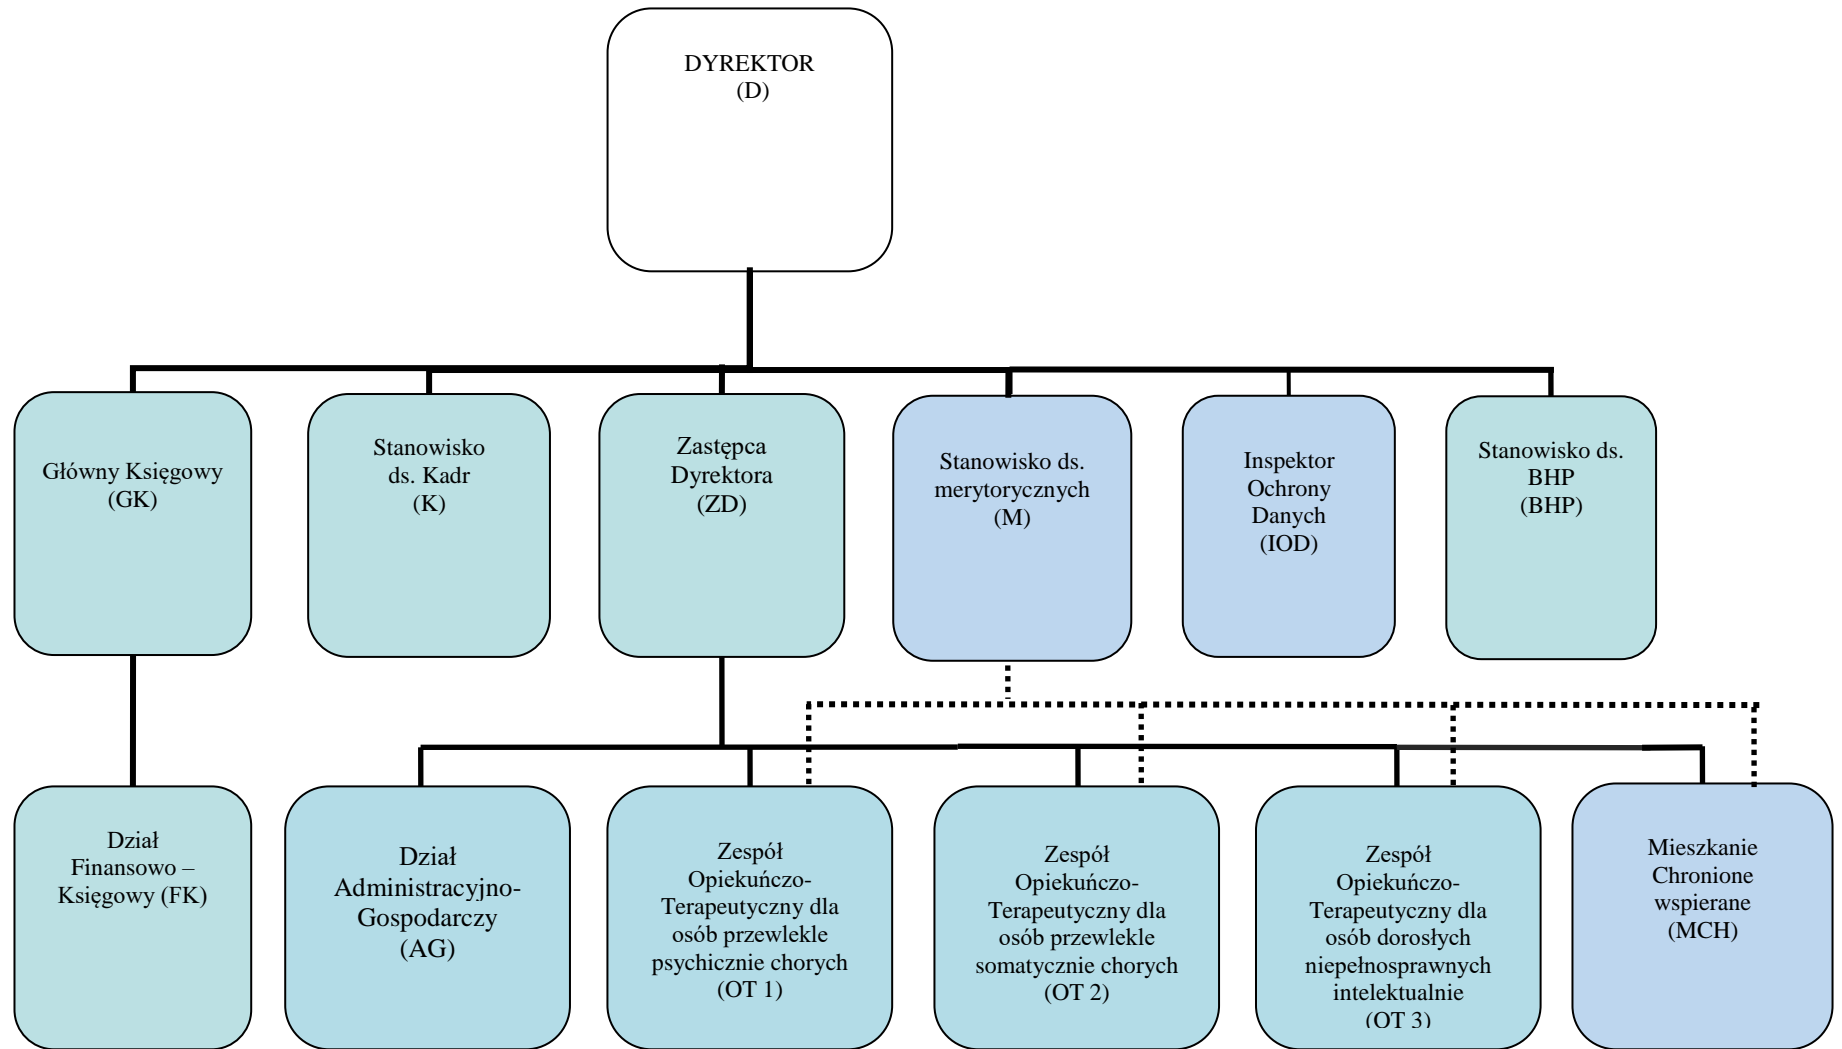 DYREKTOR
(D)
Główny Księgowy
(GK)
Stanowisko
ds. Kadr
(K)
Zastępca
Dyrektora
(ZD)
Stanowisko ds.
merytorycznych
(M)
Inspektor
Ochrony
Danych
(IOD)
Stanowisko ds.
BHP
(BHP)
Dział
Finansowo –
Księgowy (FK)
Dział
Administracyjno-
Gospodarczy
(AG)
Zespół
Opiekuńczo-
Terapeutyczny dla
osób przewlekle
psychicznie chorych
(OT 1)
Zespół
Opiekuńczo-
Terapeutyczny dla
osób przewlekle
somatycznie chorych
(OT 2)
Zespół
Opiekuńczo-
Terapeutyczny dla
osób dorosłych
niepełnosprawnych
intelektualnie
(OT 3)
Mieszkanie
Chronione
wspierane
(MCH)